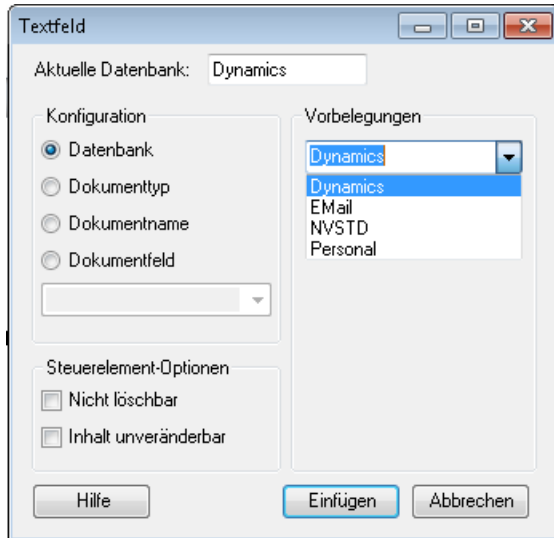 Textfeld
Aktuelle Datenbank: Dynamics
Konfiguration
Datenbank
Dokumenttyp
Dokumentname
Dokumentfeld
Vorbelegungen
Dynamics
Dynamics
EMail
NVSTD
Personal
Steuerelement-Optionen
Nicht löschbar
Inhalt unveränderbar
Hilfe
Einfügen
Abbrechen